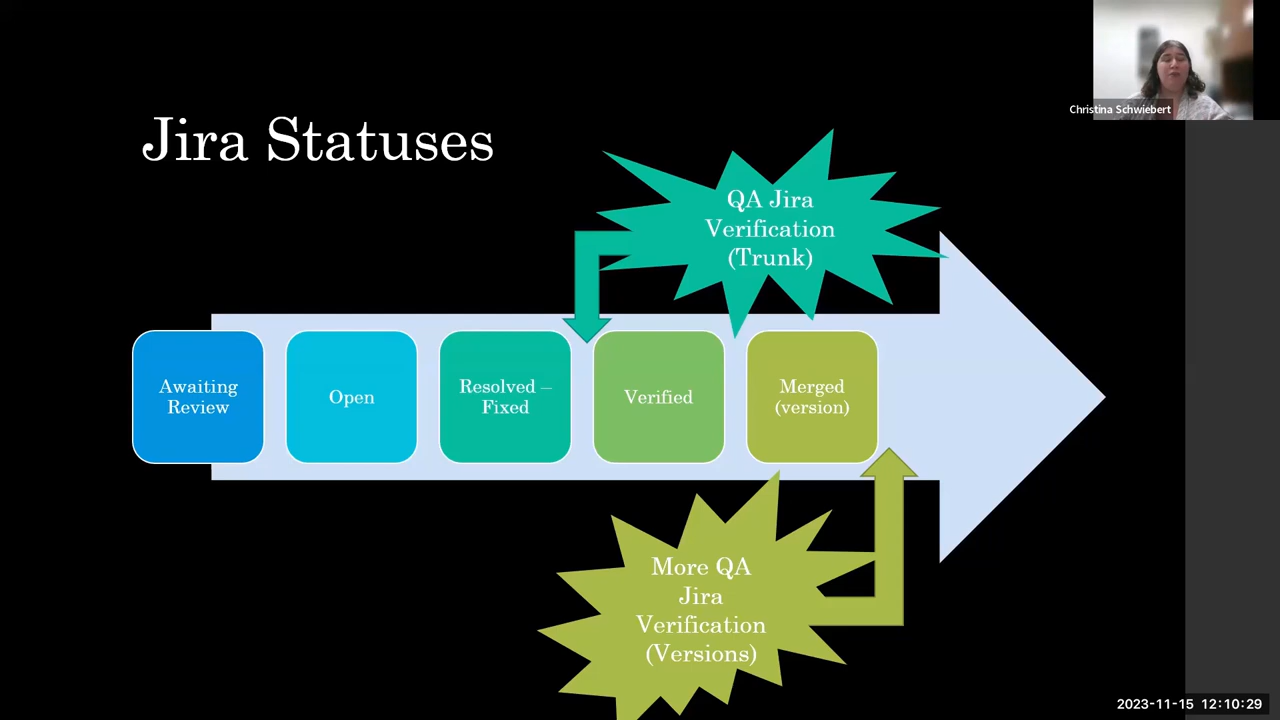 Christina Schwiebert
Jira Statuses
QA Jira
Verification
(Trunk)
Awaiting
Review
Open
Resolved –
Fixed
Verified
Merged
(version)
More QA
Jira
Verification
(Versions)
2023-11-15 12:10:29